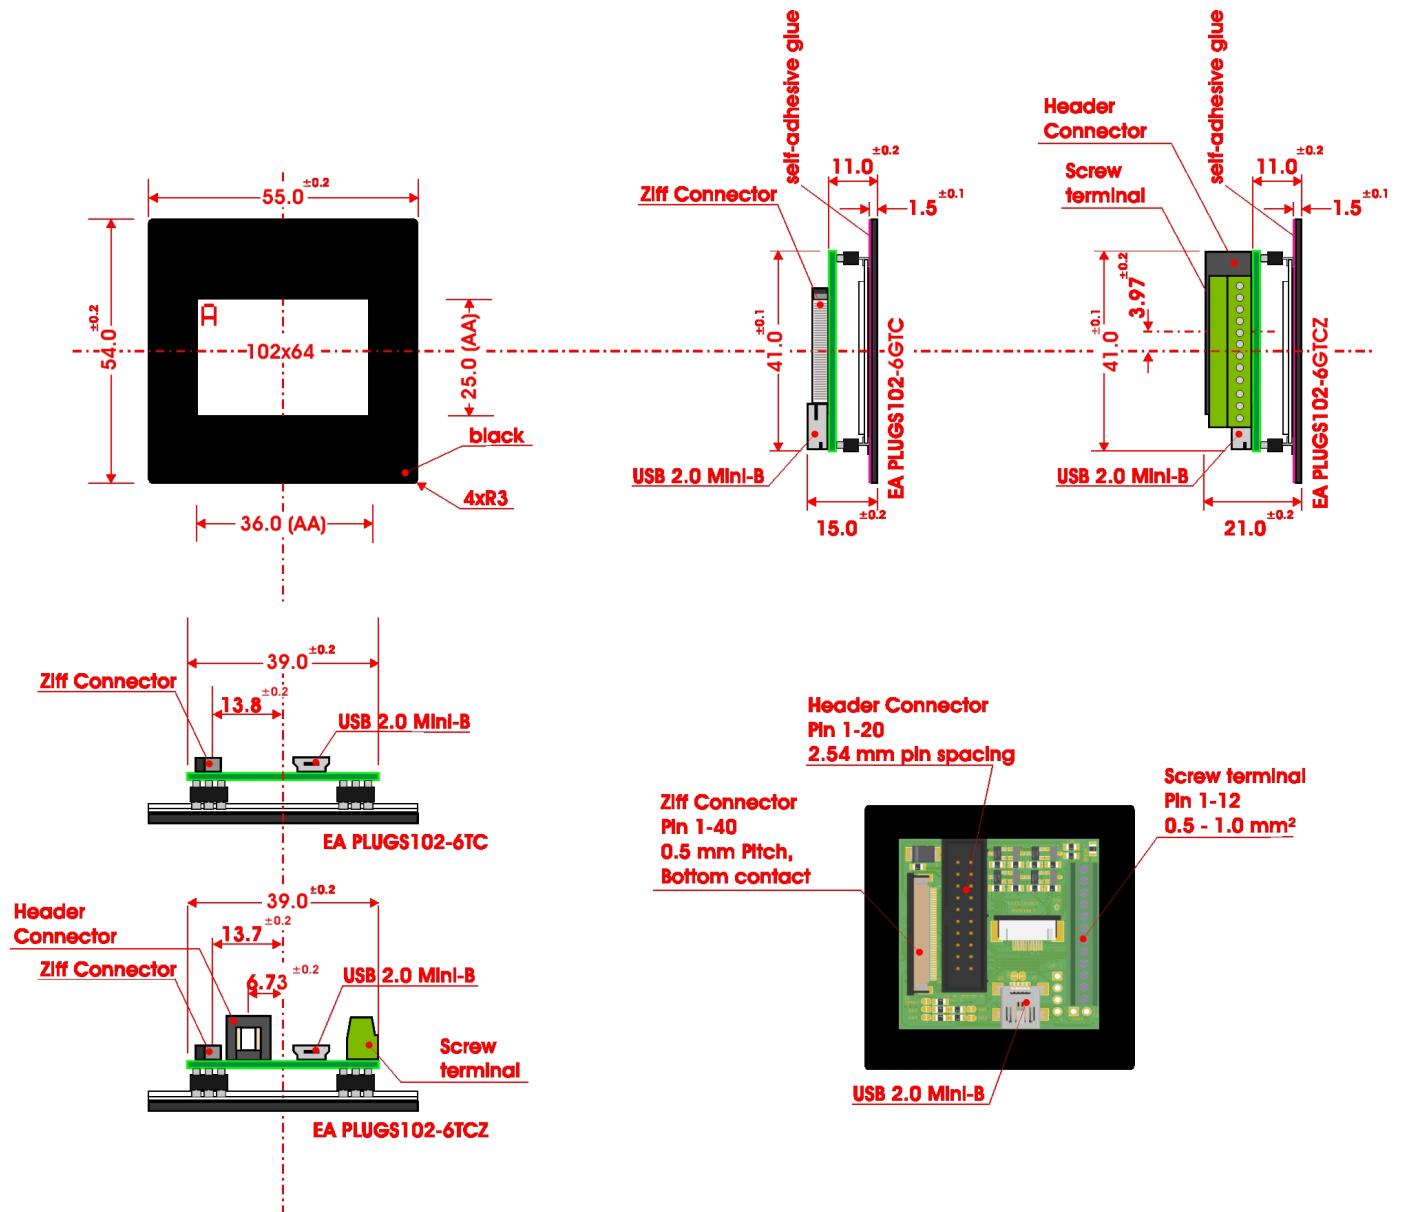 55.0 ±0.2
54.0 ±0.2
A
102x64
25.0 (AA)
black
4xR3
36.0 (AA)
self-adhesive glue
11.0 ±0.2
1.5 ±0.1
Ziff Connector
41.0 ±0.1
USB 2.0 Mini-B
15.0 ±0.2
EA PLUGS102-6GTC
self-adhesive glue
Header
Connector
Screw
terminal
11.0 ±0.2
1.5 ±0.1
3.97 ±0.2
41.0 ±0.1
USB 2.0 Mini-B
21.0 ±0.2
EA PLUGS102-6GTCZ
39.0 ±0.2
Ziff Connector
13.8 ±0.2
USB 2.0 Mini-B
EA PLUGS102-6TC
39.0 ±0.2
Header
Connector
13.7 ±0.2
Ziff Connector
6.73 ±0.2
USB 2.0 Mini-B
Screw
terminal
EA PLUGS102-6TCZ
Header Connector
Pin 1-20
2.54 mm pin spacing
Ziff Connector
Pin 1-40
0.5 mm Pitch,
Bottom contact
Screw terminal
Pin 1-12
0.5 - 1.0 mm²
USB 2.0 Mini-B